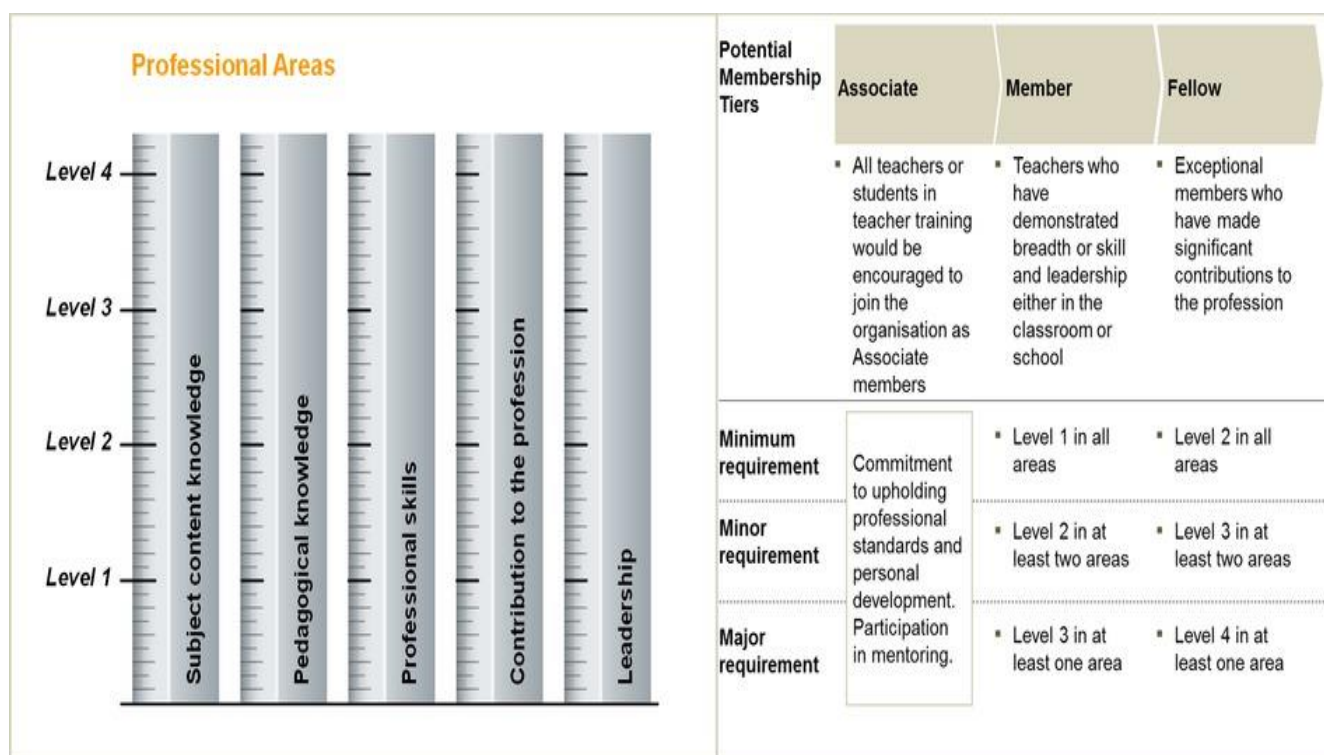 Professional Areas
Level 4
Level 3
Level 2
Level 1
Subject content knowledge
Pedagogical knowledge
Professional skills
Contribution to the profession
Leadership
Potential
Membership
Tiers
Associate
Member
Fellow
▪ All teachers or
students in
teacher training
would be
encouraged to
join the
organisation as
Associate
members
▪ Teachers who
have
demonstrated
breadth or skill
and leadership
either in the
classroom or
school
▪ Exceptional
members who
have made
significant
contributions to
the profession
Minimum
requirement
Commitment
to upholding
professional
standards and
personal
development.
Participation
in mentoring.
▪ Level 1 in all
areas
▪ Level 2 in all
areas
Minor
requirement
▪ Level 2 in at
least two areas
▪ Level 3 in at
least two areas
Major
requirement
▪ Level 3 in at
least one area
▪ Level 4 in at
least one area